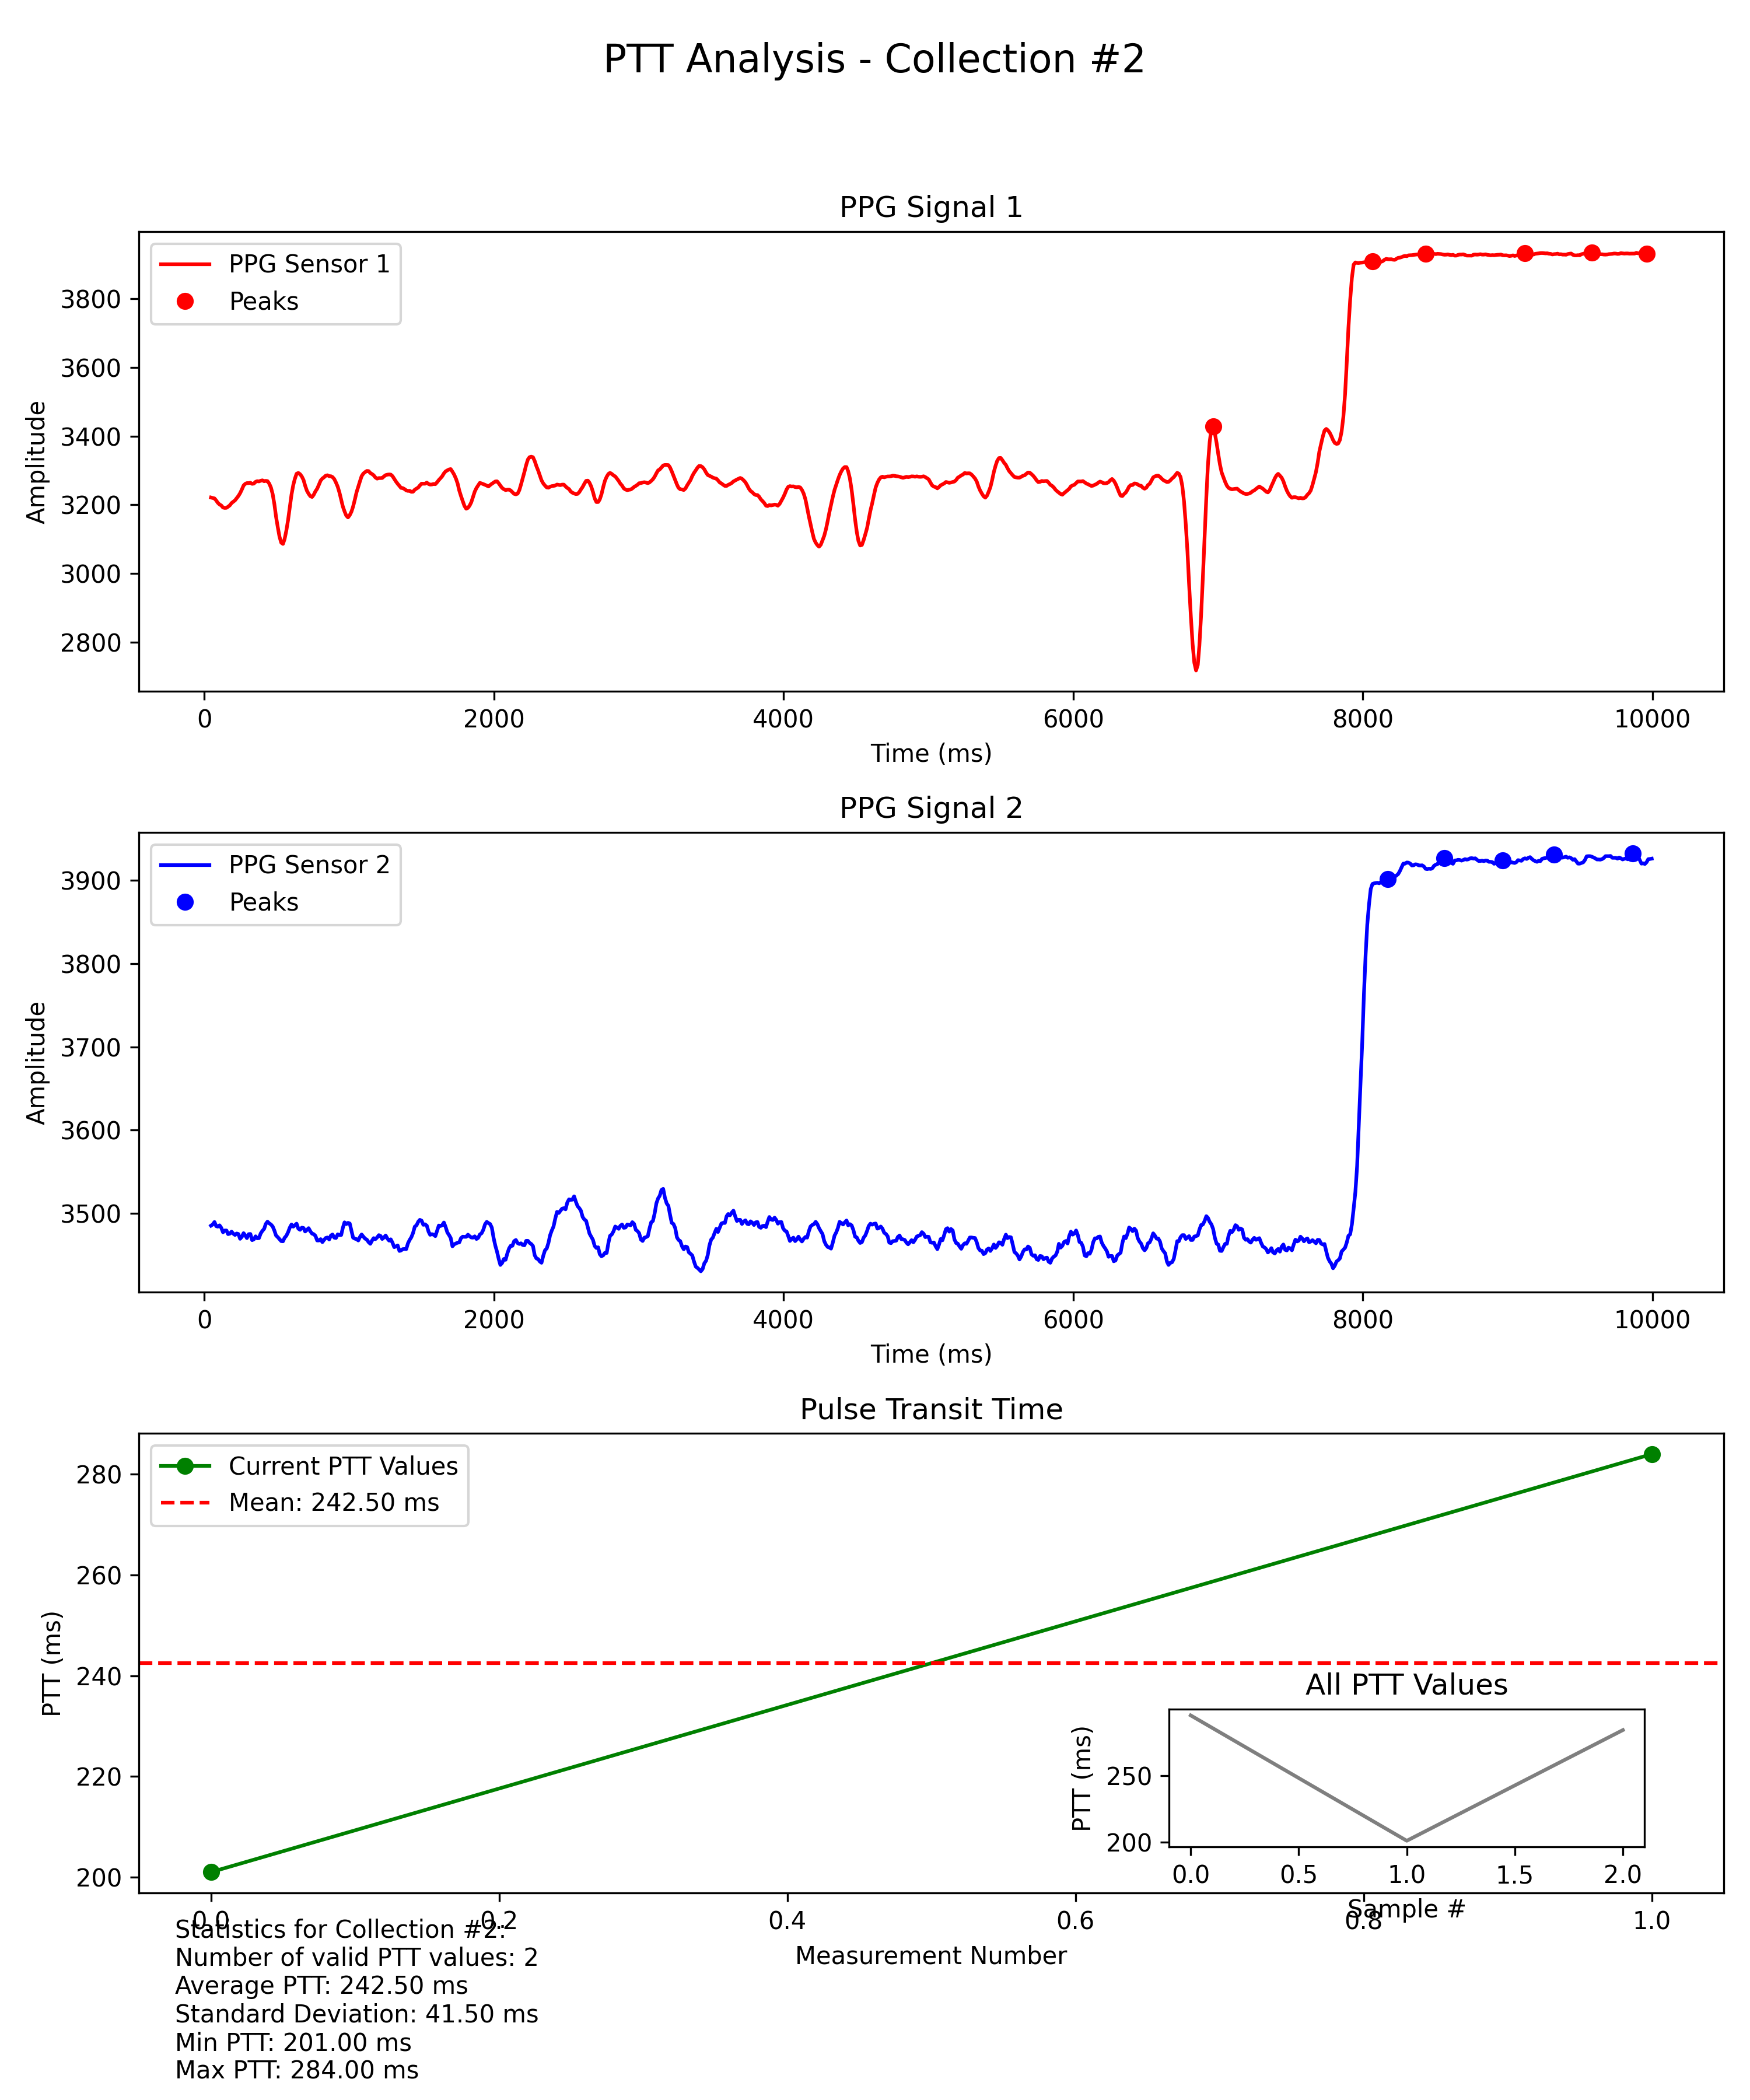 PTT Analysis - Collection #2
PPG Signal 1
PPG Sensor 1
Peaks
Amplitude
3800
3600
3400
3200
3000
2800
0 2000 4000 6000 8000 10000
Time (ms)
PPG Signal 2
PPG Sensor 2
Peaks
Amplitude
3900
3800
3700
3600
3500
0 2000 4000 6000 8000 10000
Time (ms)
Pulse Transit Time
Current PTT Values
Mean: 242.50 ms
PTT (ms)
280
260
240
220
200
All PTT Values
PTT (ms)
250
200
0.0 0.5 1.0 1.5 2.0
Sample #
0.0 0.2 0.4 0.6 0.8 1.0
Measurement Number
Statistics for Collection #2:
Number of valid PTT values: 2
Average PTT: 242.50 ms
Standard Deviation: 41.50 ms
Min PTT: 201.00 ms
Max PTT: 284.00 ms